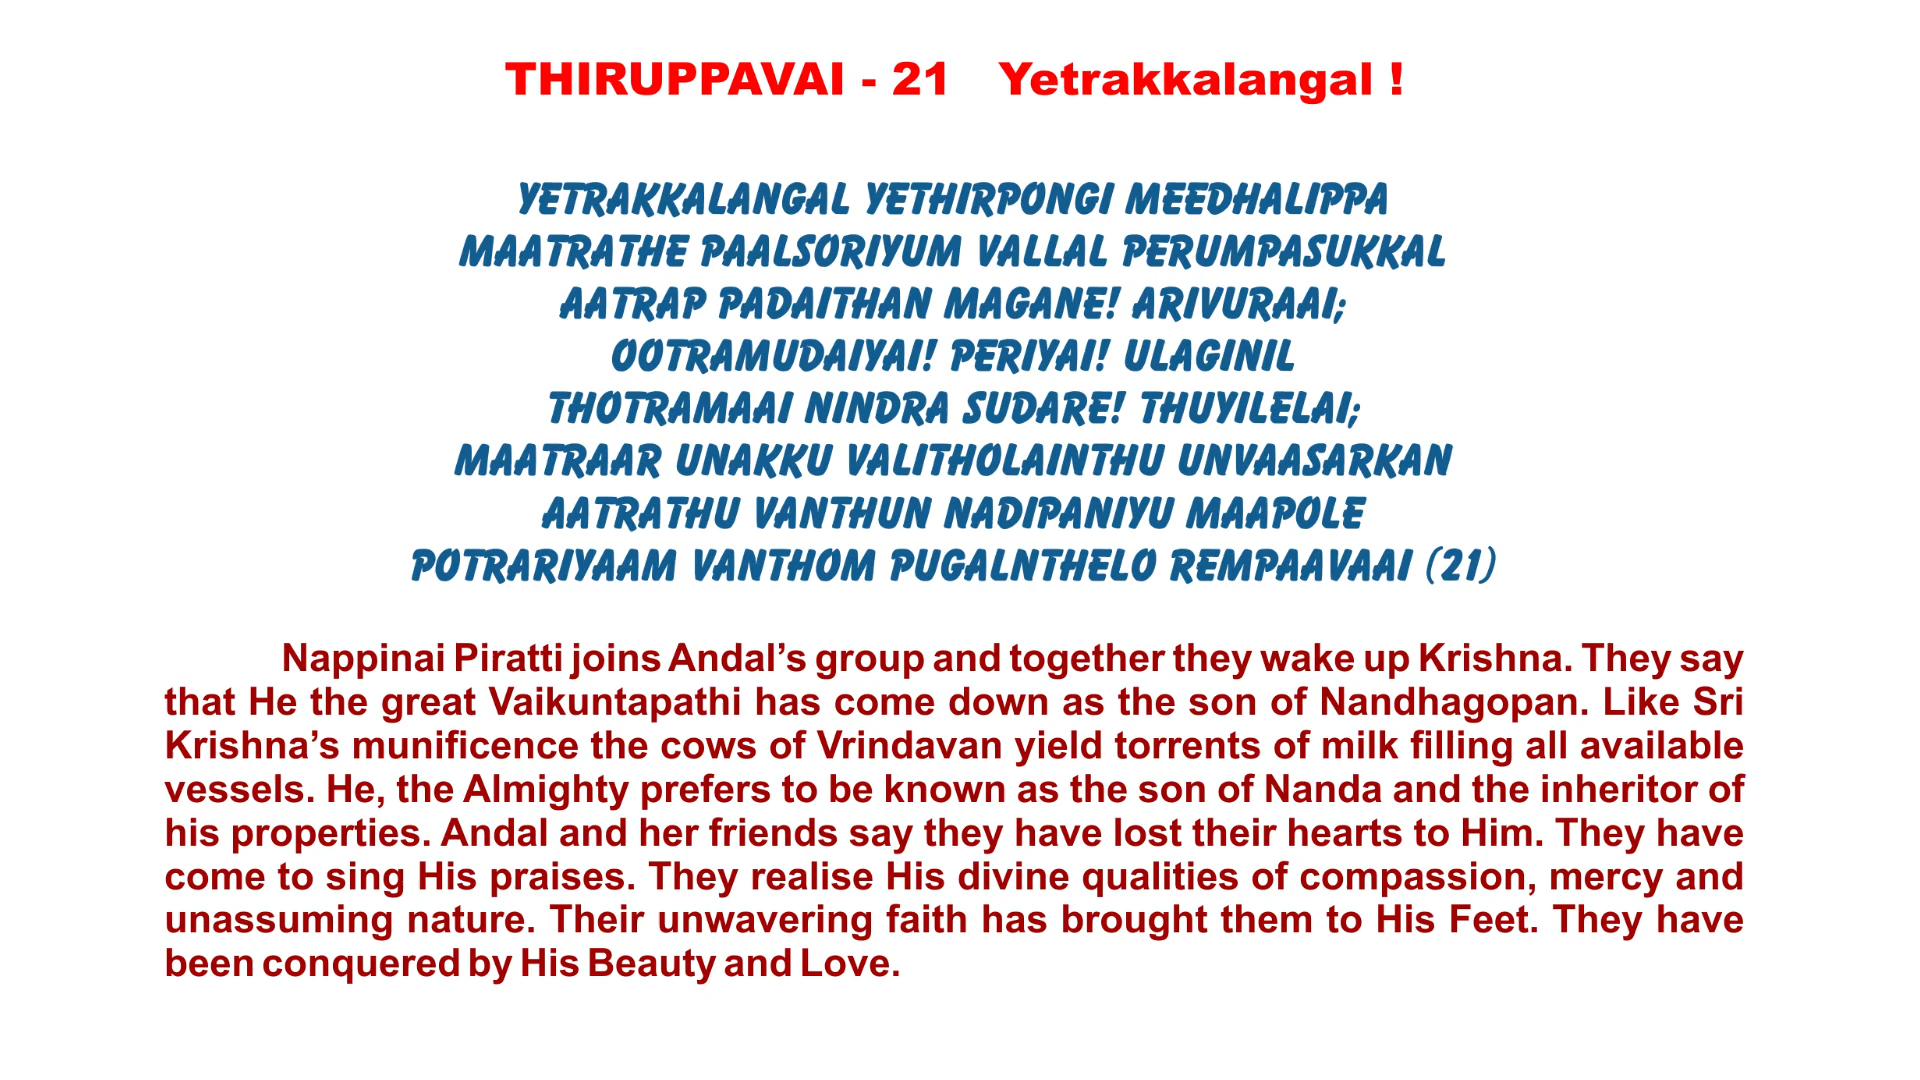 THIRUPPAVAI - 21 Yetrakkalangal !
YETRAKKALANGAL YETHIRPONGI MEEDHALIPPA
MAATRATHE PAALSORIYUM VALLAL PERUMPASUKKAL
AATRAP PADAITHAN MAGANE! ARIVURAAI;
OOTRAMUDAIYAI! PERIYAI! ULAGINIL
THOTRAMAAI NINDRA SUDARE! THUYILELAI;
MAATRAAR UNAKKU VALITHOLAINTHU UNVAASARKAN
AATRATHU VANTHUN NADIPANIYU MAAPOLE
POTRARIYAAM VANTHOM PUGALNTHELO REMPAAVAAI (21)
Nappinai Piratti joins Andal’s group and together they wake up Krishna. They say
that He the great Vaikuntapathi has come down as the son of Nandhagopan. Like Sri
Krishna’s munificence the cows of Vrindavan yield torrents of milk filling all available
vessels. He, the Almighty prefers to be known as the son of Nanda and the inheritor of
his properties. Andal and her friends say they have lost their hearts to Him. They have
come to sing His praises. They realise His divine qualities of compassion, mercy and
unassuming nature. Their unwavering faith has brought them to His Feet. They have
been conquered by His Beauty and Love.